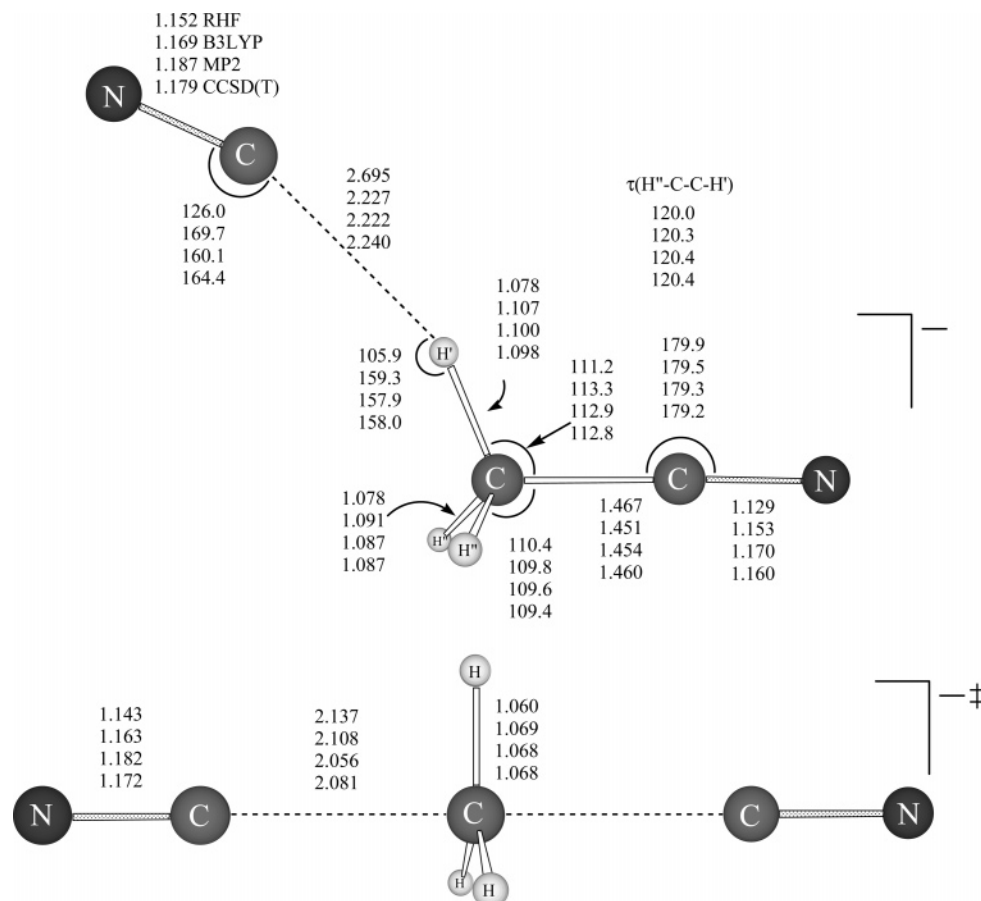 1.152 RHF
1.169 B3LYP
1.187 MP2
1.179 CCSD(T)
N
C
126.0
169.7
160.1
164.4
2.695
2.227
2.222
2.240
τ(H"-C-C-H')
120.0
120.3
120.4
120.4
1.078
1.107
1.100
1.098
H'
105.9
159.3
157.9
158.0
111.2
113.3
112.9
112.8
179.9
179.5
179.3
179.2
−
C
C
N
1.078
1.091
1.087
1.087
H"
H"
110.4
109.8
109.6
109.4
1.467
1.451
1.454
1.460
1.129
1.153
1.170
1.160
1.143
1.163
1.182
1.172
2.137
2.108
2.056
2.081
H
1.060
1.069
1.068
1.068
−‡
N
C
C
C
N
H
H